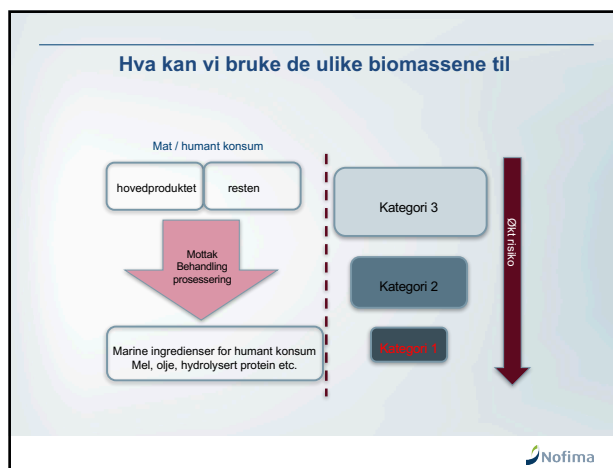 Hva kan vi bruke de ulike biomassene til
Mat / humant konsum
hovedproduktet
resten
Mottak
Behandling
prosessering
Marine ingredienser for humant konsum
Mel, olje, hydrolysert protein etc.
Kategori 3
Kategori 2
Kategori 1
Økt risiko
Nofima